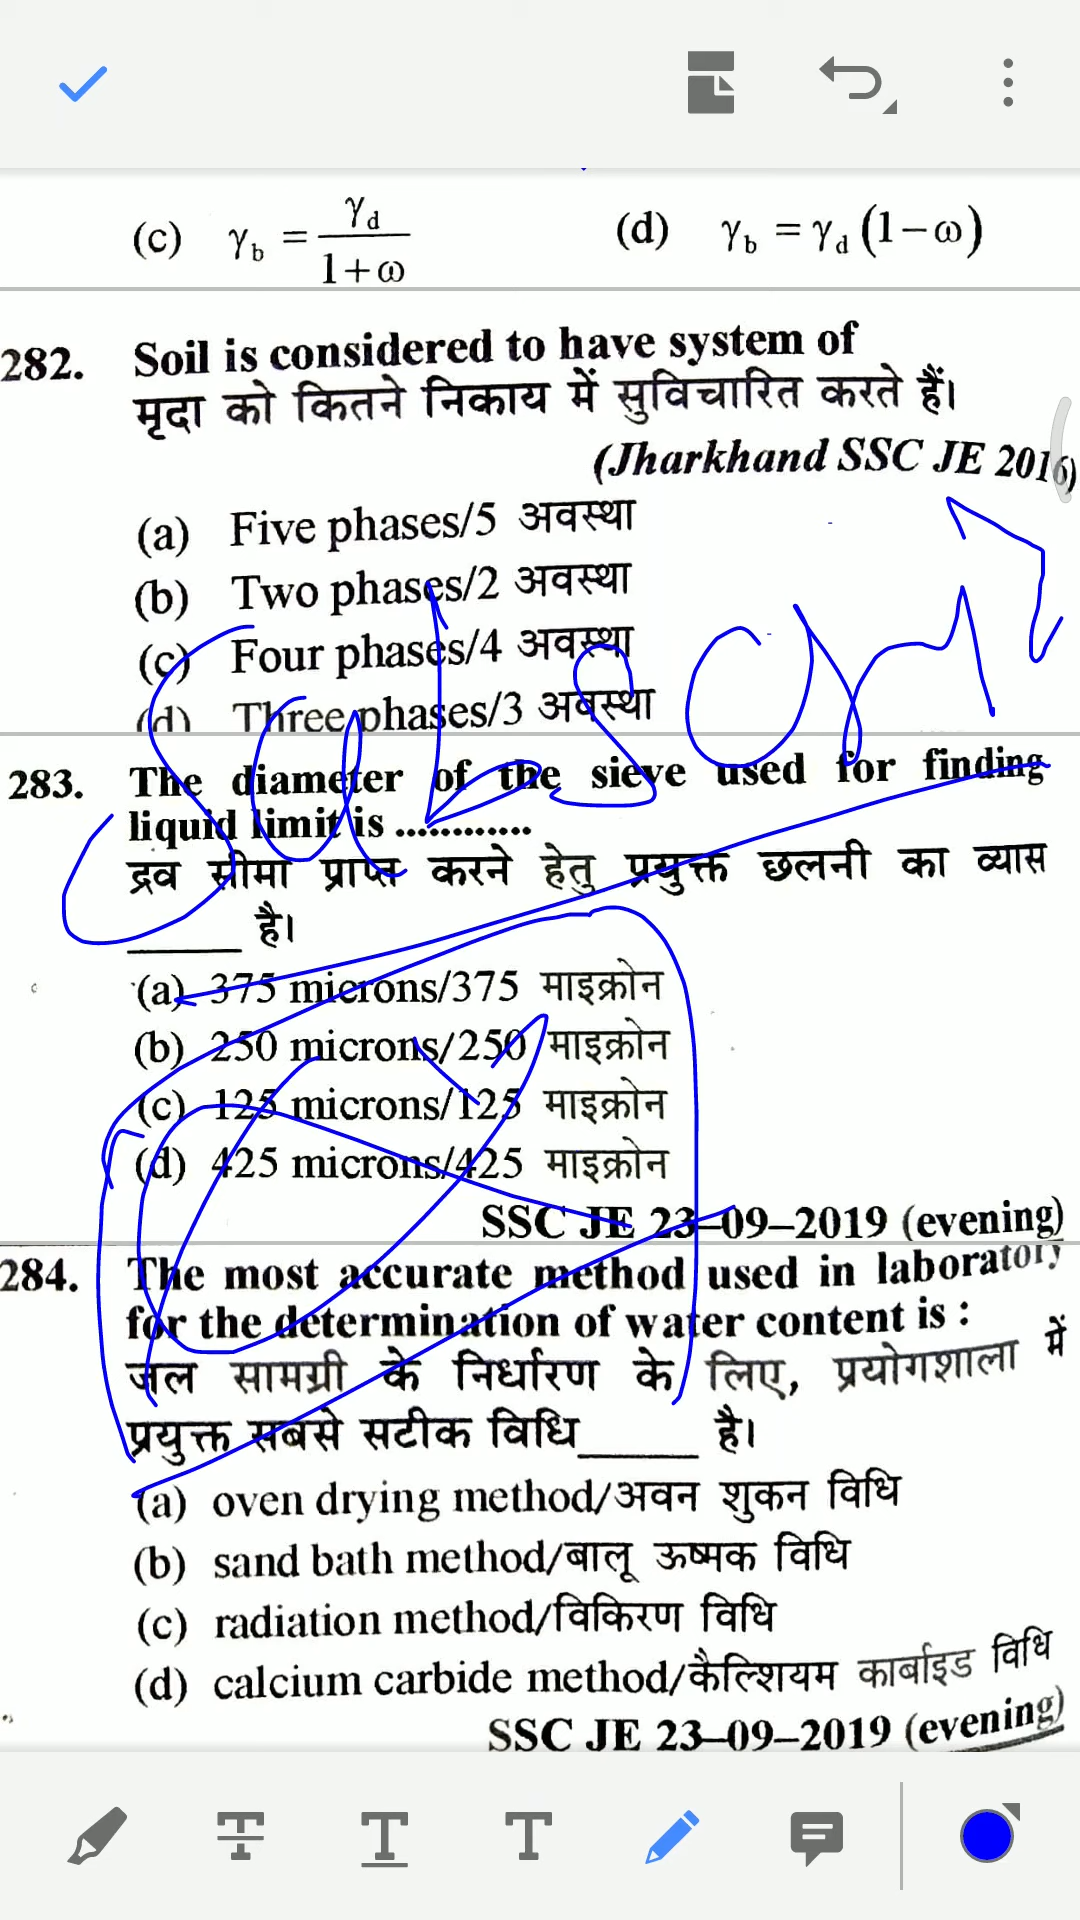 (c) γb = γd / 1+ω (d) γb = γd (1−ω)
282. Soil is considered to have system of
मृदा को कितने निकाय में सुविचारित करते हैं।
(Jharkhand SSC JE 2016)
(a) Five phases/5 अवस्था
(b) Two phases/2 अवस्था
(c) Four phases/4 अवस्था
(d) Three phases/3 अवस्था
283. The diameter of the sieve used for finding
liquid limit is ............
द्रव सीमा प्राप्त करने हेतु प्रयुक्त छलनी का व्यास
______ है।
(a) 375 microns/375 माइक्रोन
(b) 250 microns/250 माइक्रोन
(c) 125 microns/125 माइक्रोन
(d) 425 microns/425 माइक्रोन
SSC JE 23–09–2019 (evening)
284. The most accurate method used in laboratory
for the determination of water content is :
जल सामग्री के निर्धारण के लिए, प्रयोगशाला में
प्रयुक्त सबसे सटीक विधि______ है।
(a) oven drying method/अवन शुकन विधि
(b) sand bath method/बालू ऊष्मक विधि
(c) radiation method/विकिरण विधि
(d) calcium carbide method/कैल्शियम कार्बाइड विधि
SSC JE 23–09–2019 (evening)